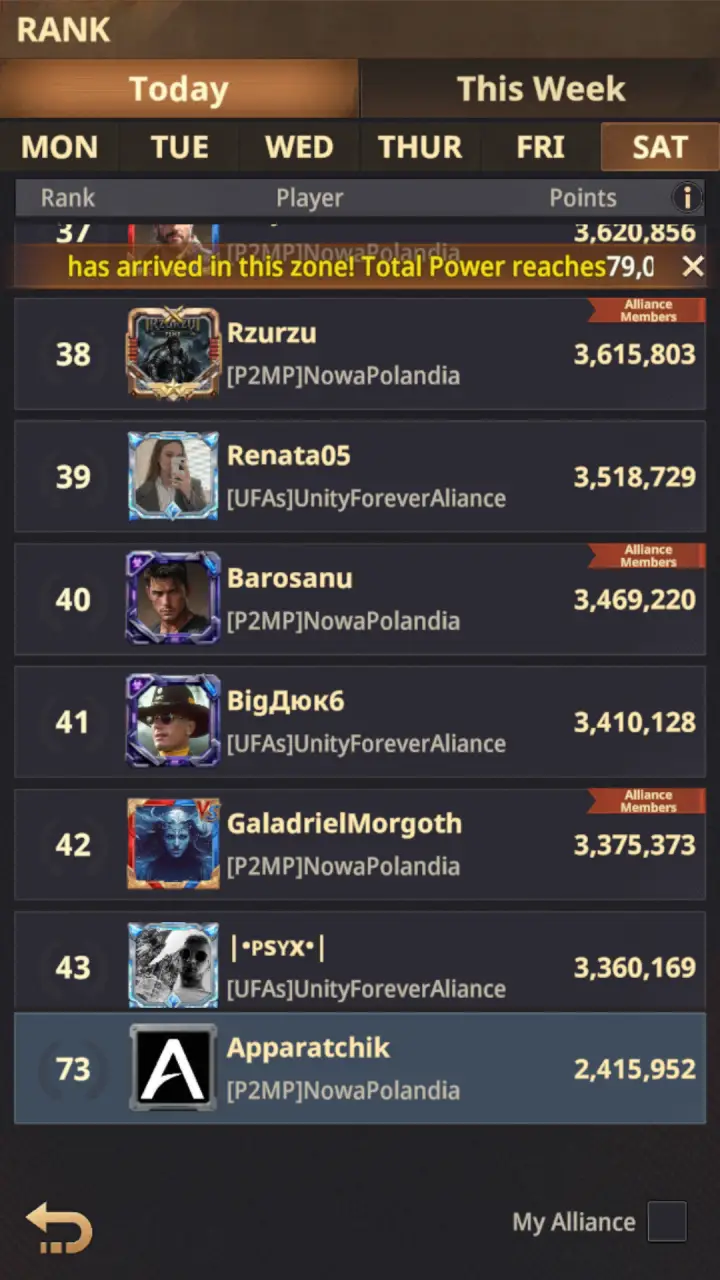 RANK
Today
This Week
MON TUE WED THUR FRI SAT
Rank Player Points
37 3,620,856
[P2MP]NowaPolandia
has arrived in this zone! Total Power reaches79,0
Alliance Members
38 Rzurzu 3,615,803
[P2MP]NowaPolandia
39 Renata05 3,518,729
[UFAs]UnityForeverAliance
Alliance Members
40 Barosanu 3,469,220
[P2MP]NowaPolandia
41 BigДюк6 3,410,128
[UFAs]UnityForeverAliance
Alliance Members
42 GaladrielMorgoth 3,375,373
[P2MP]NowaPolandia
43 |•PSYX•| 3,360,169
[UFAs]UnityForeverAliance
73 Apparatchik 2,415,952
[P2MP]NowaPolandia
My Alliance